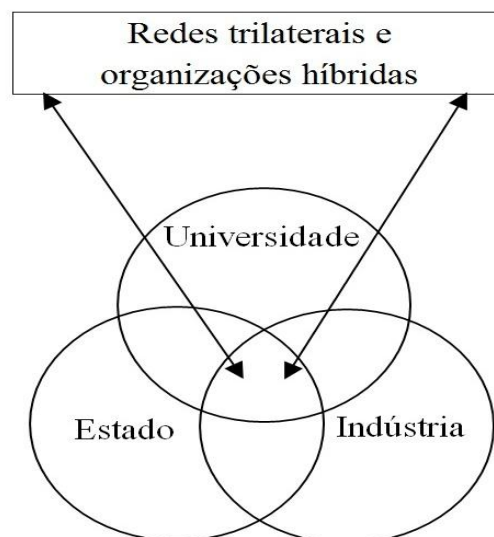 Redes trilaterais e
organizações híbridas
Universidade
Estado
Indústria